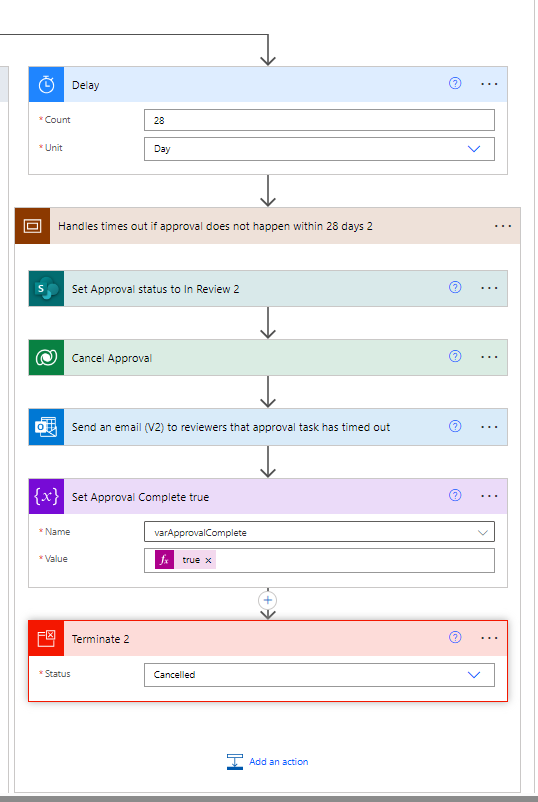 Delay
* Count
28
* Unit
Day
Handles times out if approval does not happen within 28 days 2
S
Set Approval status to In Review 2
Cancel Approval
Send an email (V2) to reviewers that approval task has timed out
{x} Set Approval Complete true
* Name
varApprovalComplete
* Value
fx true ×
Terminate 2
* Status
Cancelled
Add an action